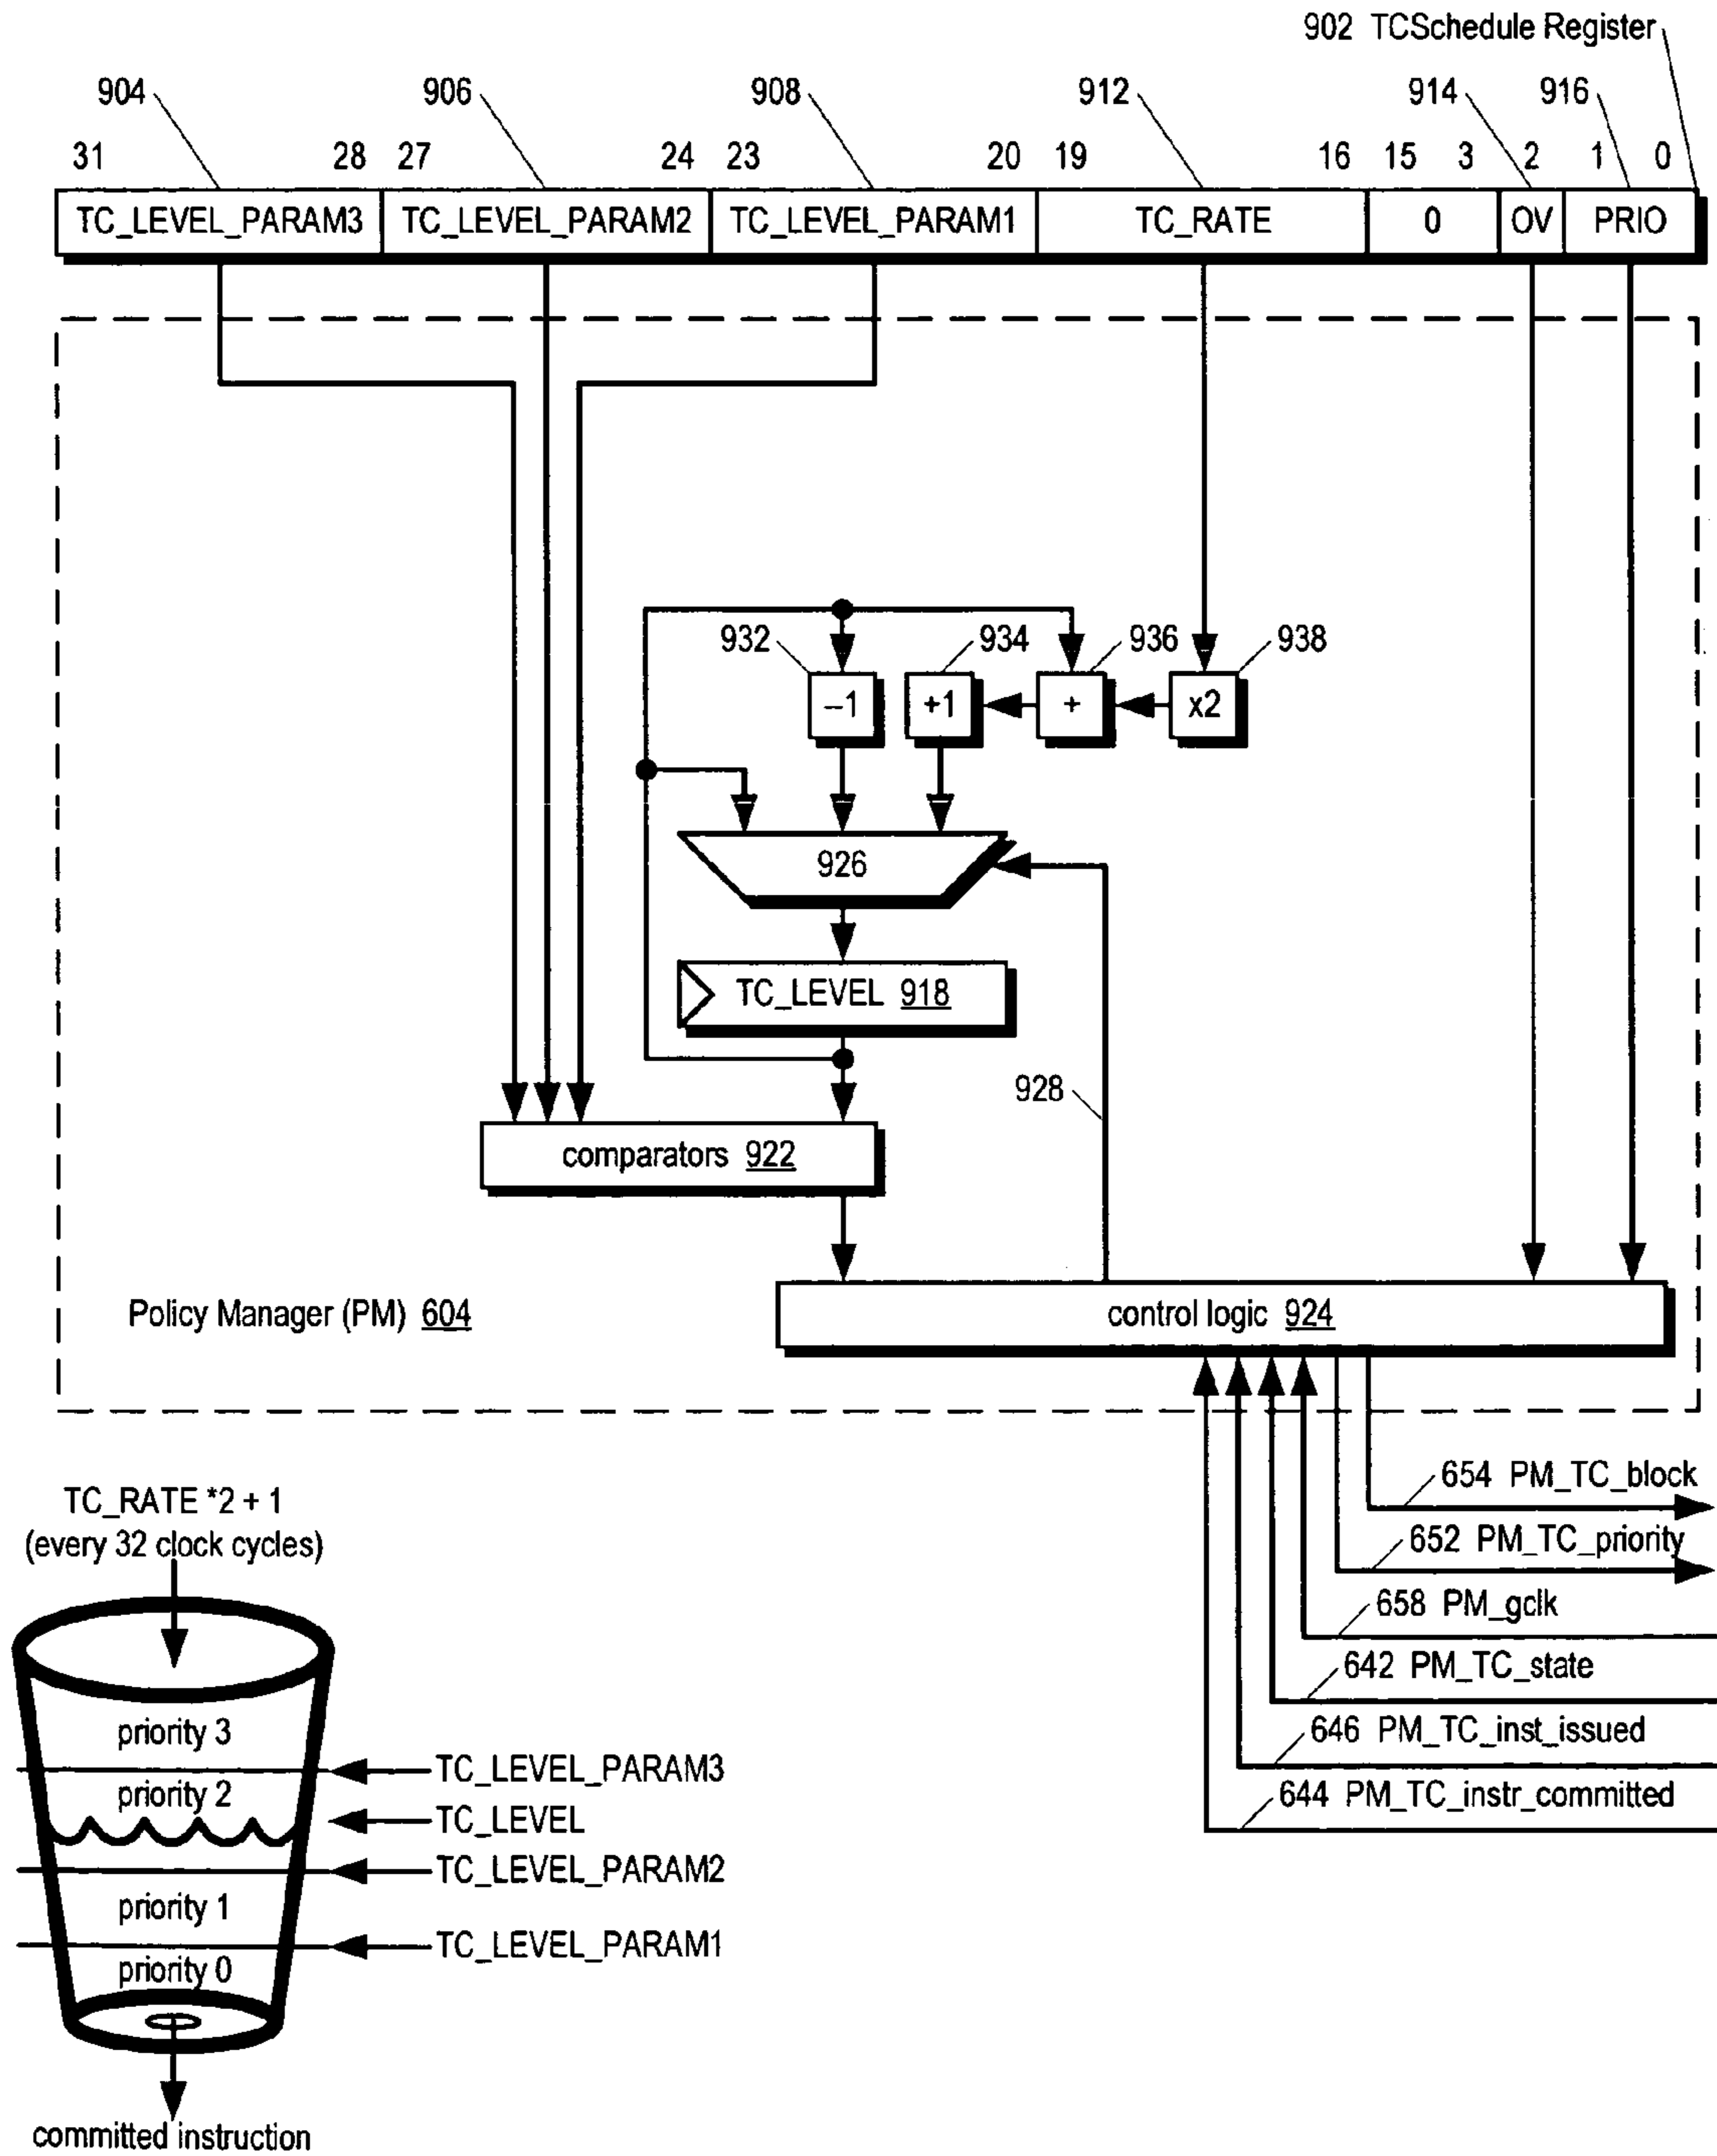 902 TCSchedule Register
904 906 908 912 914 916
31 28 27 24 23 20 19 16 15 3 2 1 0
TC_LEVEL_PARAM3 TC_LEVEL_PARAM2 TC_LEVEL_PARAM1 TC_RATE 0 OV PRIO
932 934 936 938
–1 +1 + x2
926
TC_LEVEL 918
928
comparators 922
Policy Manager (PM) 604
control logic 924
654 PM_TC_block
652 PM_TC_priority
658 PM_gclk
642 PM_TC_state
646 PM_TC_inst_issued
644 PM_TC_instr_committed
TC_RATE *2 + 1
(every 32 clock cycles)
priority 3
TC_LEVEL_PARAM3
priority 2
TC_LEVEL
TC_LEVEL_PARAM2
priority 1
TC_LEVEL_PARAM1
priority 0
committed instruction